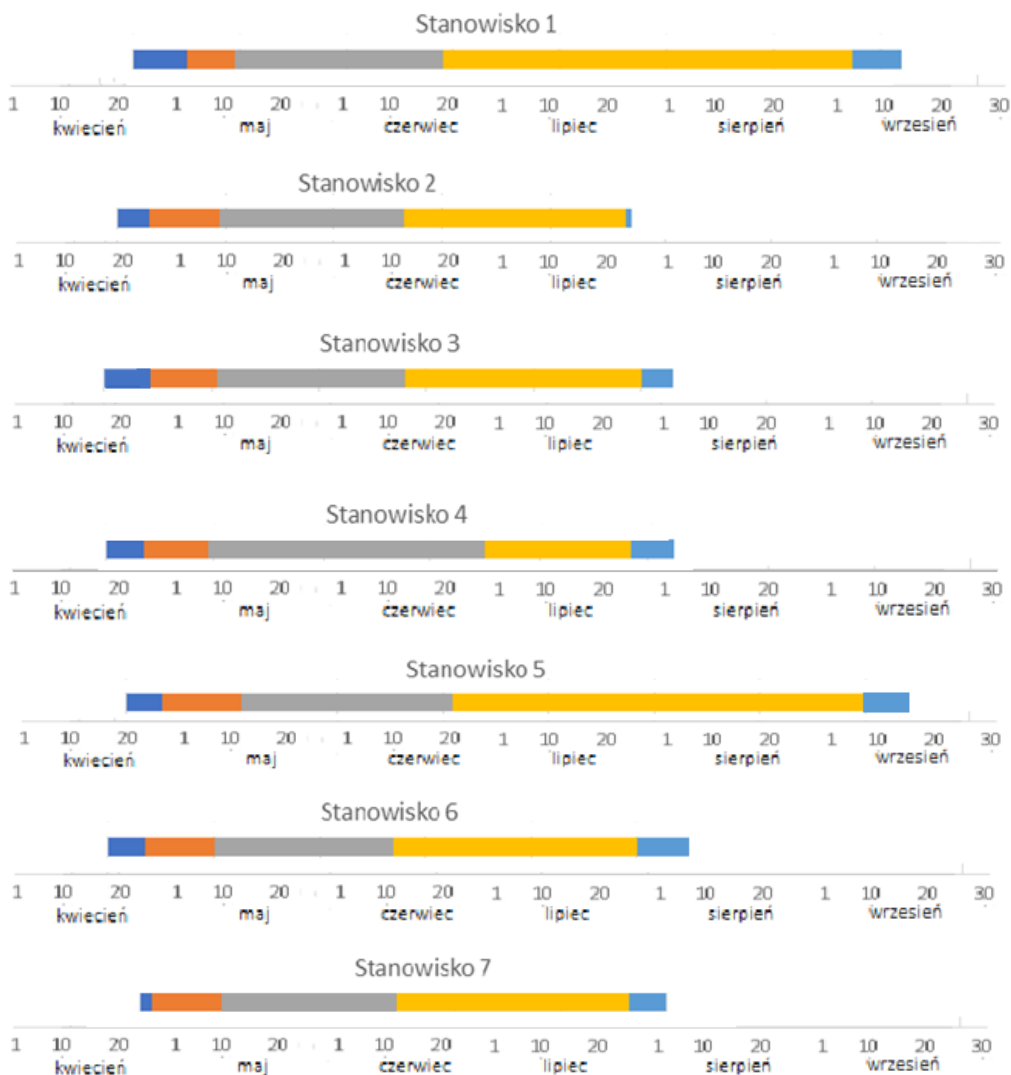 Stanowisko 1
1 10 20 1 10 20 1 10 20 1 10 20 1 10 20 1 10 20 30
kwiecień maj czerwiec lipiec sierpień wrzesień
Stanowisko 2
1 10 20 1 10 20 1 10 20 1 10 20 1 10 20 1 10 20 30
kwiecień maj czerwiec lipiec sierpień wrzesień
Stanowisko 3
1 10 20 1 10 20 1 10 20 1 10 20 1 10 20 1 10 20 30
kwiecień maj czerwiec lipiec sierpień wrzesień
Stanowisko 4
1 10 20 1 10 20 1 10 20 1 10 20 1 10 20 1 10 20 30
kwiecień maj czerwiec lipiec sierpień wrzesień
Stanowisko 5
1 10 20 1 10 20 1 10 20 1 10 20 1 10 20 1 10 20 30
kwiecień maj czerwiec lipiec sierpień wrzesień
Stanowisko 6
1 10 20 1 10 20 1 10 20 1 10 20 1 10 20 1 10 20 30
kwiecień maj czerwiec lipiec sierpień wrzesień
Stanowisko 7
1 10 20 1 10 20 1 10 20 1 10 20 1 10 20 1 10 20 30
kwiecień maj czerwiec lipiec sierpień wrzesień